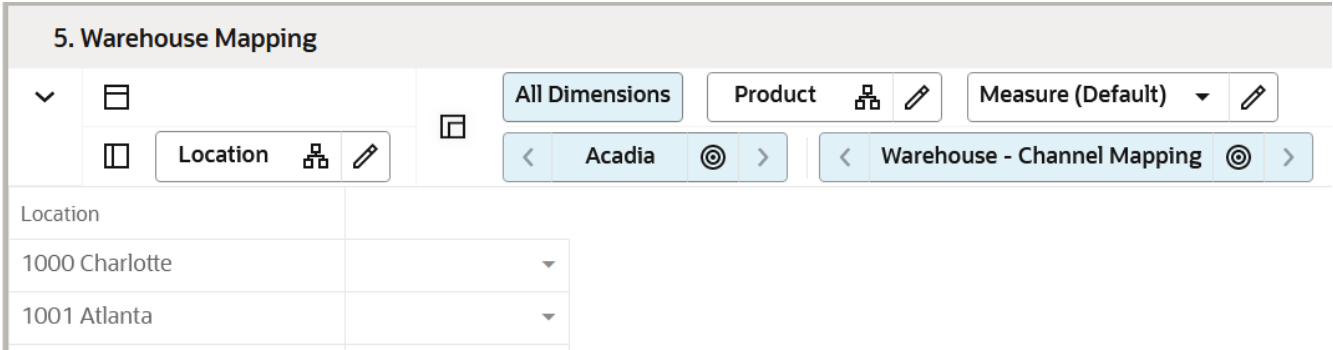 5. Warehouse Mapping
All Dimensions Product Measure (Default)
Location
Acadia Warehouse - Channel Mapping
Location
1000 Charlotte
1001 Atlanta